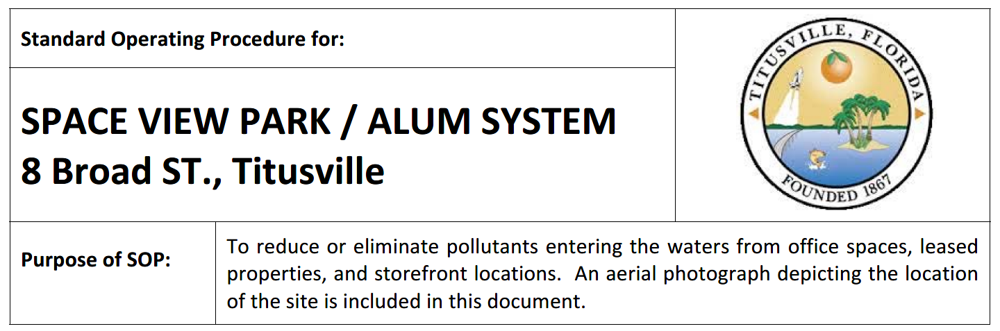 Standard Operating Procedure for:
SPACE VIEW PARK / ALUM SYSTEM
8 Broad ST., Titusville
TITUSVILLE, FLORIDA
FOUNDED 1867
Purpose of SOP:
To reduce or eliminate pollutants entering the waters from office spaces, leased
properties, and storefront locations.  An aerial photograph depicting the location
of the site is included in this document.